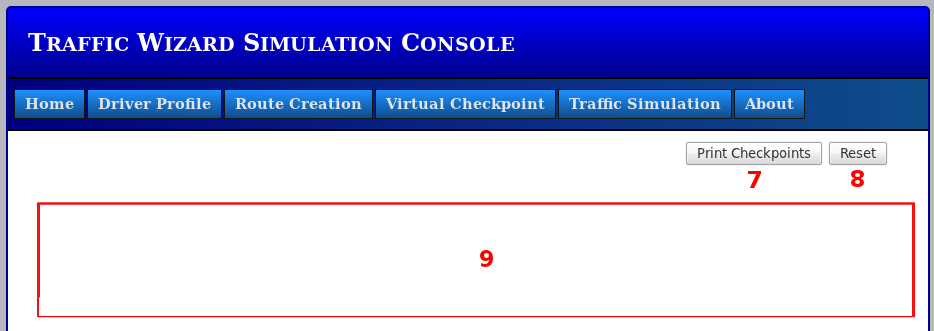 Traffic Wizard Simulation Console
Home Driver Profile Route Creation Virtual Checkpoint Traffic Simulation About
Print Checkpoints Reset
7 8
9